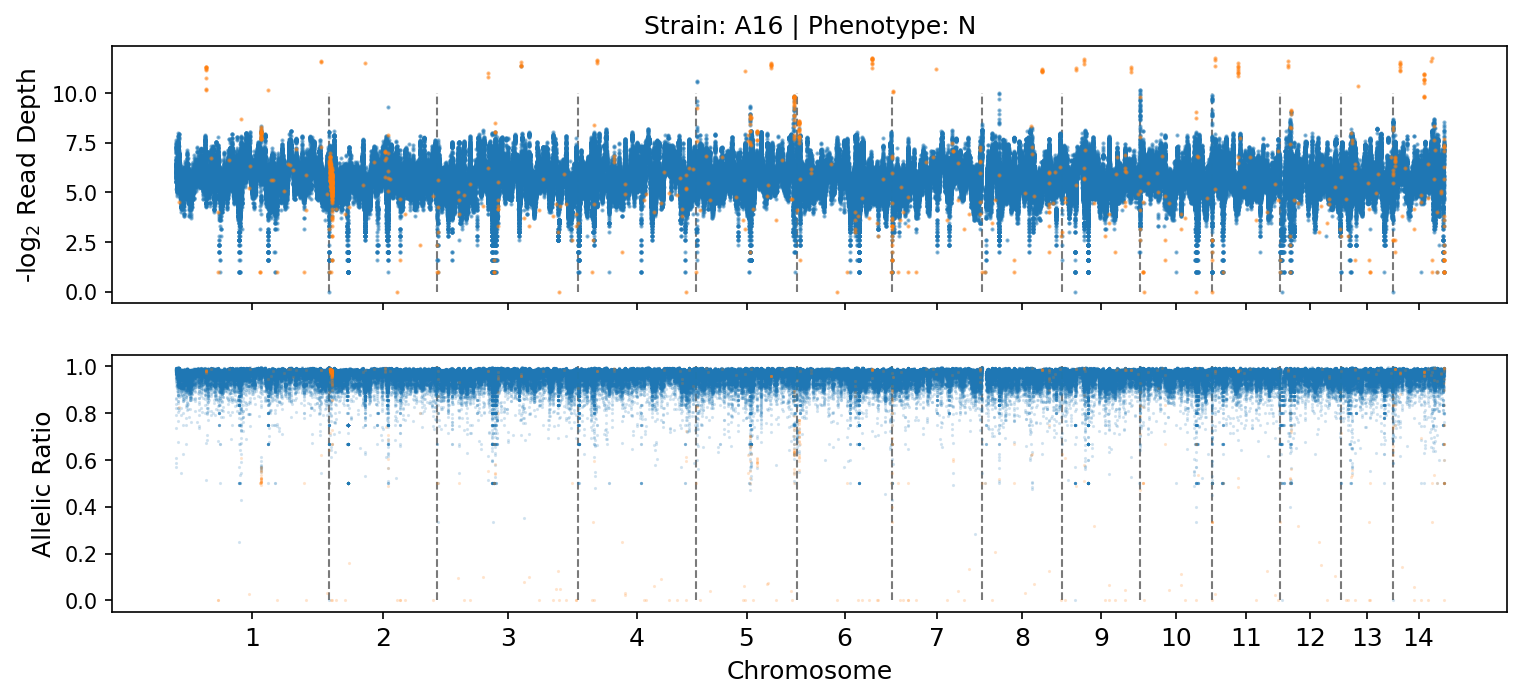 Strain: A16 | Phenotype: N
-log₂ Read Depth
10.0
7.5
5.0
2.5
0.0
Allelic Ratio
1.0
0.8
0.6
0.4
0.2
0.0
1 2 3 4 5 6 7 8 9 10 11 12 13 14
Chromosome